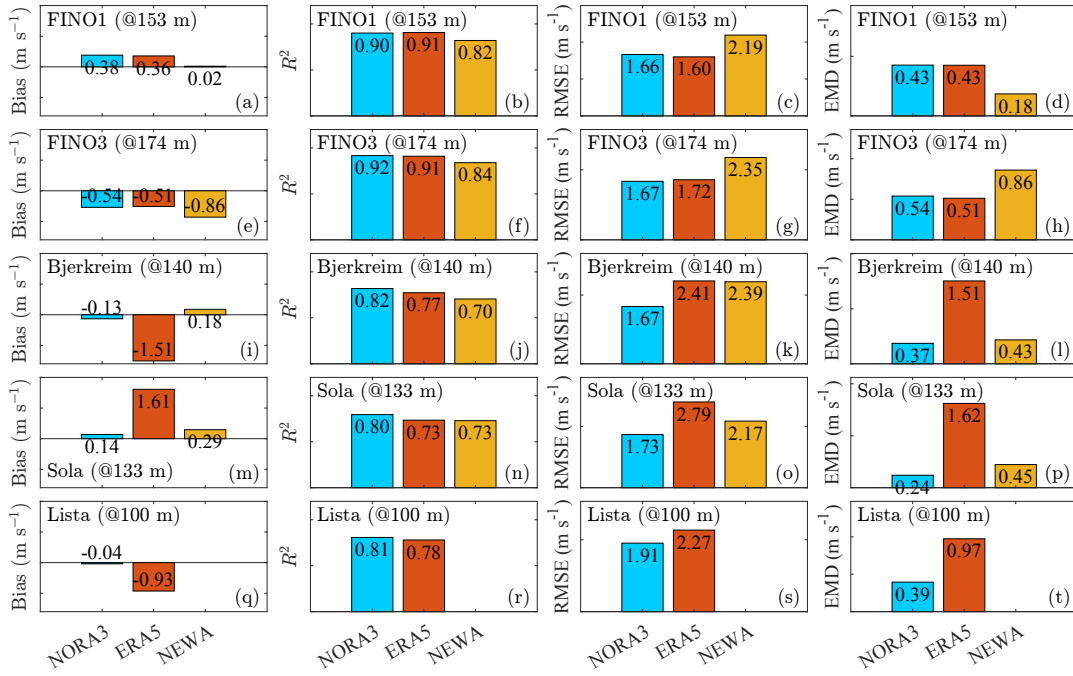 FINO1 (@153 m)
Bias (m s⁻¹)
0.38
0.36
0.02
(a)
FINO1 (@153 m)
R²
0.90
0.91
0.82
(b)
FINO1 (@153 m)
RMSE (m s⁻¹)
1.66
1.60
2.19
(c)
FINO1 (@153 m)
EMD (m s⁻¹)
0.43
0.43
0.18
(d)
FINO3 (@174 m)
Bias (m s⁻¹)
-0.54
-0.51
-0.86
(e)
FINO3 (@174 m)
R²
0.92
0.91
0.84
(f)
FINO3 (@174 m)
RMSE (m s⁻¹)
1.67
1.72
2.35
(g)
FINO3 (@174 m)
EMD (m s⁻¹)
0.54
0.51
0.86
(h)
Bjerkreim (@140 m)
Bias (m s⁻¹)
-0.13
-1.51
0.18
(i)
Bjerkreim (@140 m)
R²
0.82
0.77
0.70
(j)
Bjerkreim (@140 m)
RMSE (m s⁻¹)
1.67
2.41
2.39
(k)
Bjerkreim (@140 m)
EMD (m s⁻¹)
0.37
1.51
0.43
(l)
Bias (m s⁻¹)
0.14
1.61
0.29
Sola (@133 m)
(m)
Sola (@133 m)
R²
0.80
0.73
0.73
(n)
Sola (@133 m)
RMSE (m s⁻¹)
1.73
2.79
2.17
(o)
Sola (@133 m)
EMD (m s⁻¹)
0.24
1.62
0.45
(p)
Lista (@100 m)
Bias (m s⁻¹)
-0.04
-0.93
(q)
Lista (@100 m)
R²
0.81
0.78
(r)
Lista (@100 m)
RMSE (m s⁻¹)
1.91
2.27
(s)
Lista (@100 m)
EMD (m s⁻¹)
0.39
0.97
(t)
NORA3
ERA5
NEWA
NORA3
ERA5
NEWA
NORA3
ERA5
NEWA
NORA3
ERA5
NEWA